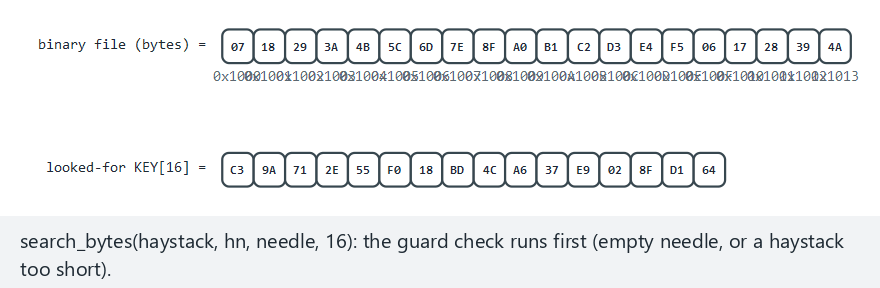 binary file (bytes) = 07 18 29 3A 4B 5C 6D 7E 8F A0 B1 C2 D3 E4 F5 06 17 28 39 4A
looked-for KEY[16] = C3 9A 71 2E 55 F0 18 BD 4C A6 37 E9 02 8F D1 64
search_bytes(haystack, hn, needle, 16): the guard check runs first (empty needle, or a haystack
too short).